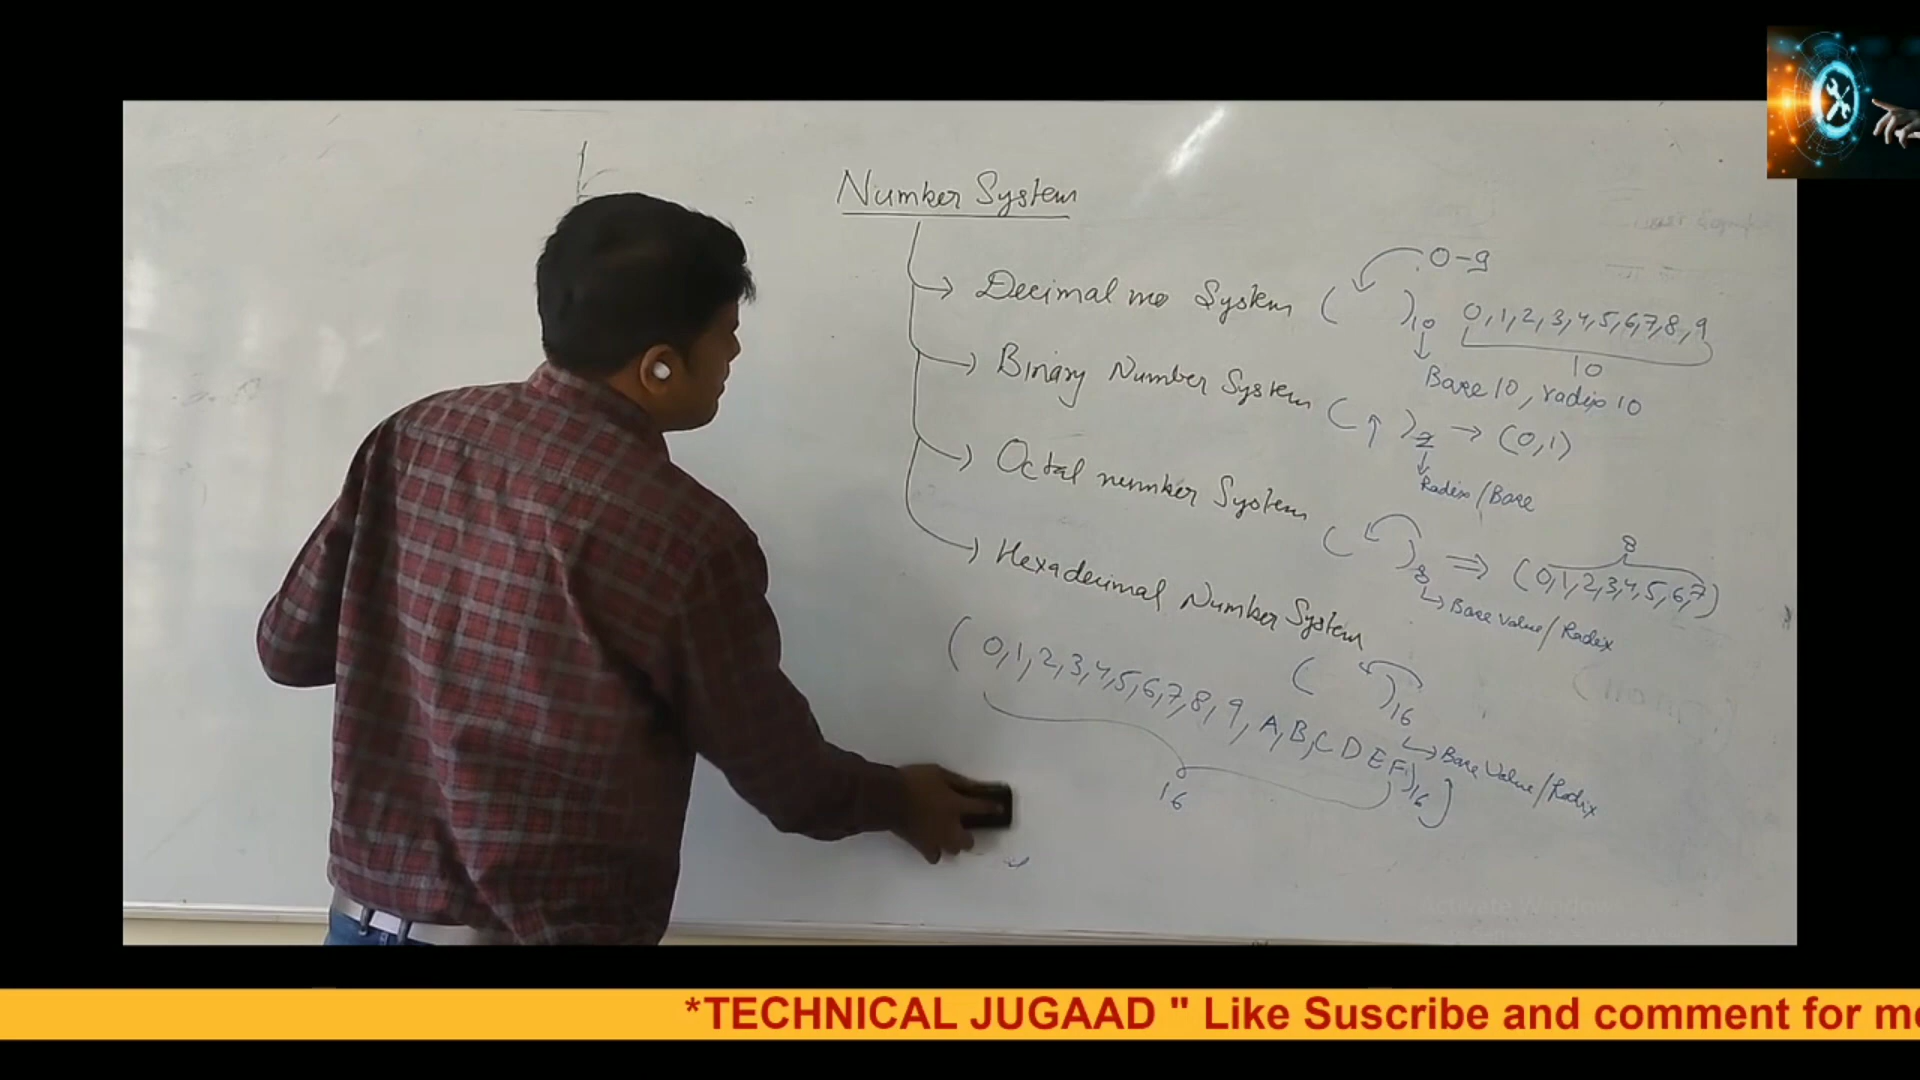 Number System
0-9
Decimal no System ( )10 0,1,2,3,4,5,6,7,8,9
10
Base 10, radix 10
Binary Number System ( )2 → (0,1)
Radix/Base
Octal number System ( )8 ⇒ (0,1,2,3,4,5,6,7)
8
Base Value/Radix
Hexadecimal Number System
( )16
Base Value/Radix
(0,1,2,3,4,5,6,7,8,9,A,B,C D E F)16
16
Activate Windows
*TECHNICAL JUGAAD " Like Suscribe and comment for